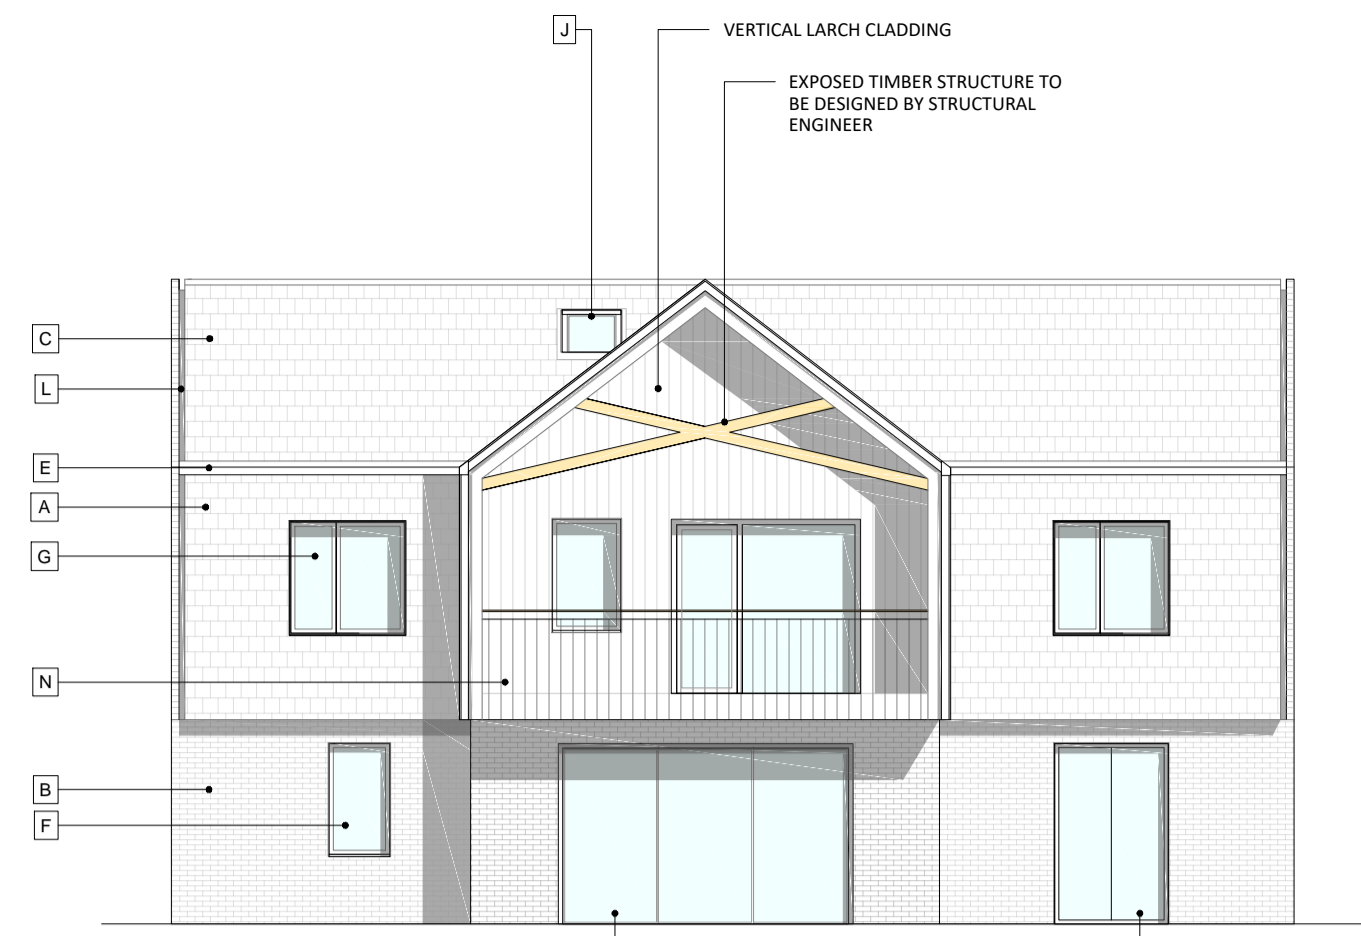 J
VERTICAL LARCH CLADDING
EXPOSED TIMBER STRUCTURE TO
BE DESIGNED BY STRUCTURAL
ENGINEER
C
L
E
A
G
N
B
F